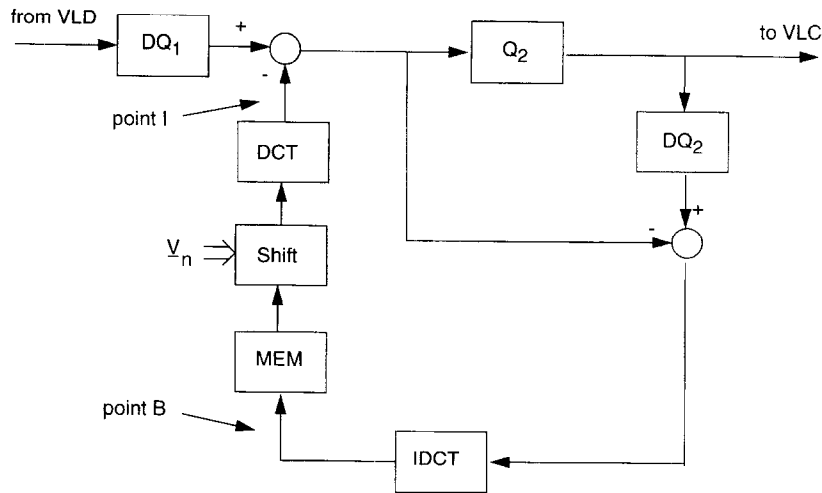 from VLD
DQ1
+
-
Q2
to VLC
point I
DCT
DQ2
+
-
Vn
Shift
MEM
point B
IDCT